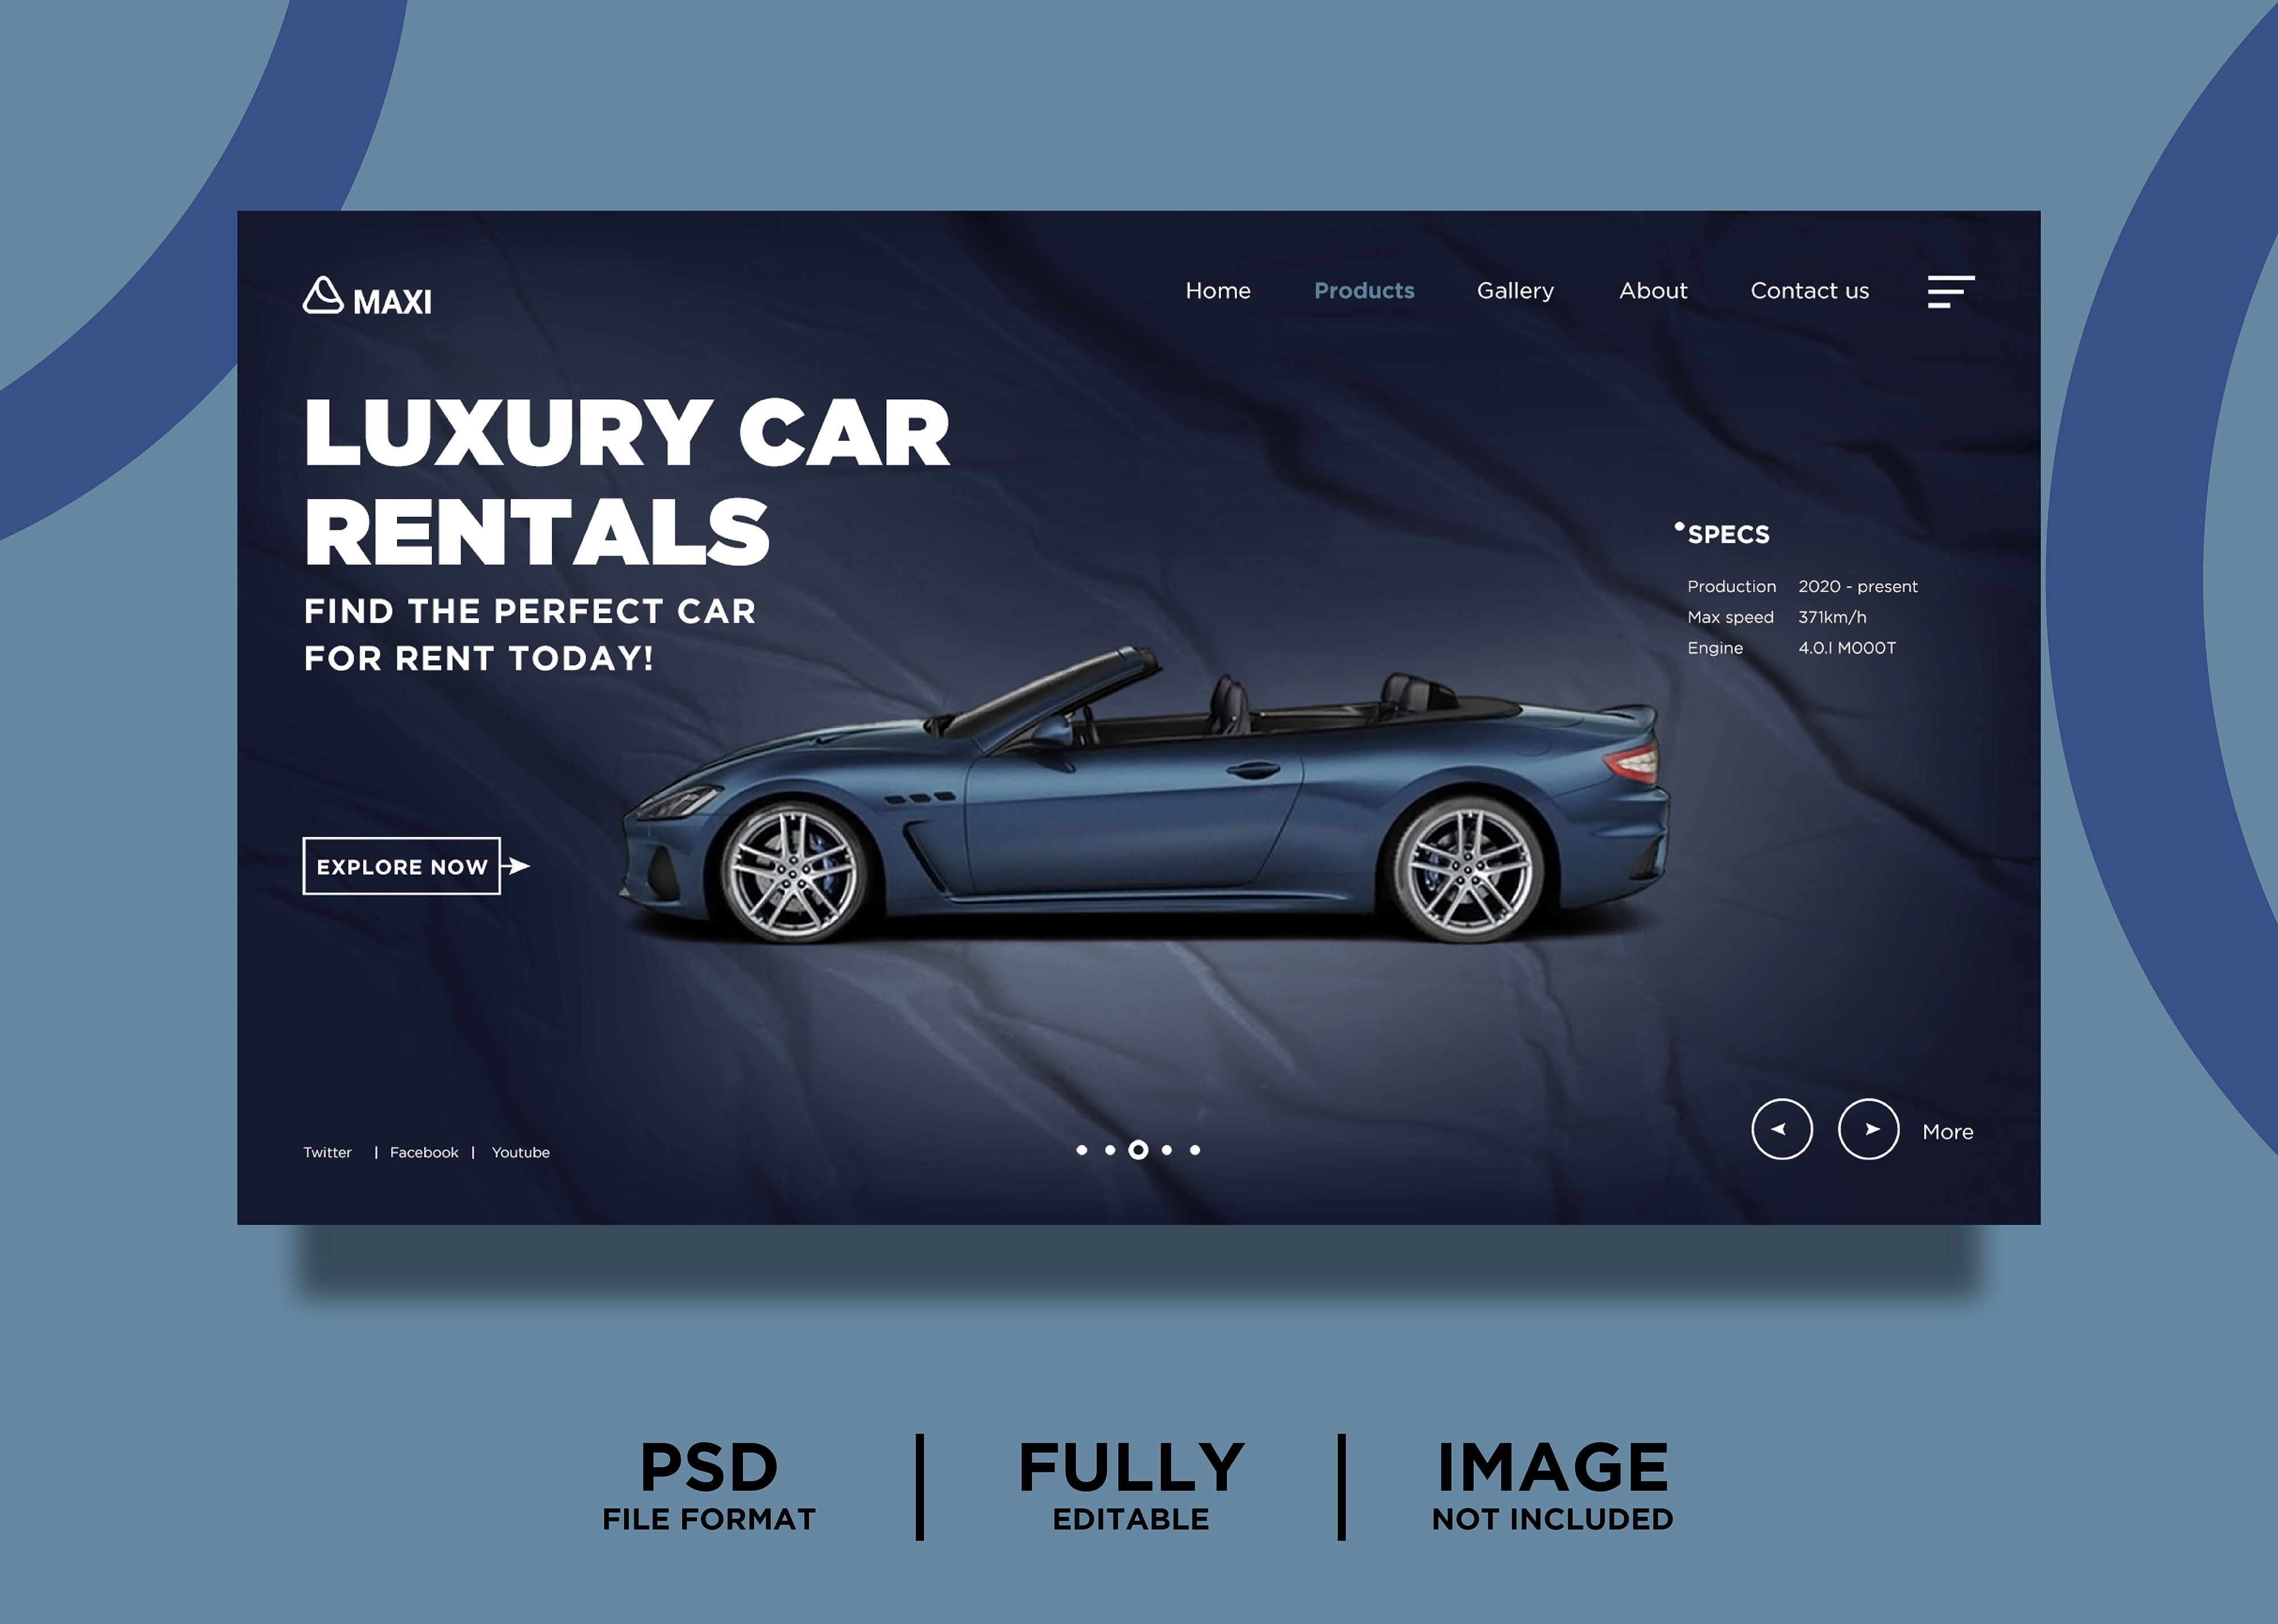 MAXI
Home Products Gallery About Contact us
LUXURY CAR
RENTALS
FIND THE PERFECT CAR
FOR RENT TODAY!
SPECS
Production 2020 - present
Max speed 371km/h
Engine 4.0.l M000T
EXPLORE NOW
Twitter | Facebook | Youtube
More
PSD
FILE FORMAT
FULLY
EDITABLE
IMAGE
NOT INCLUDED